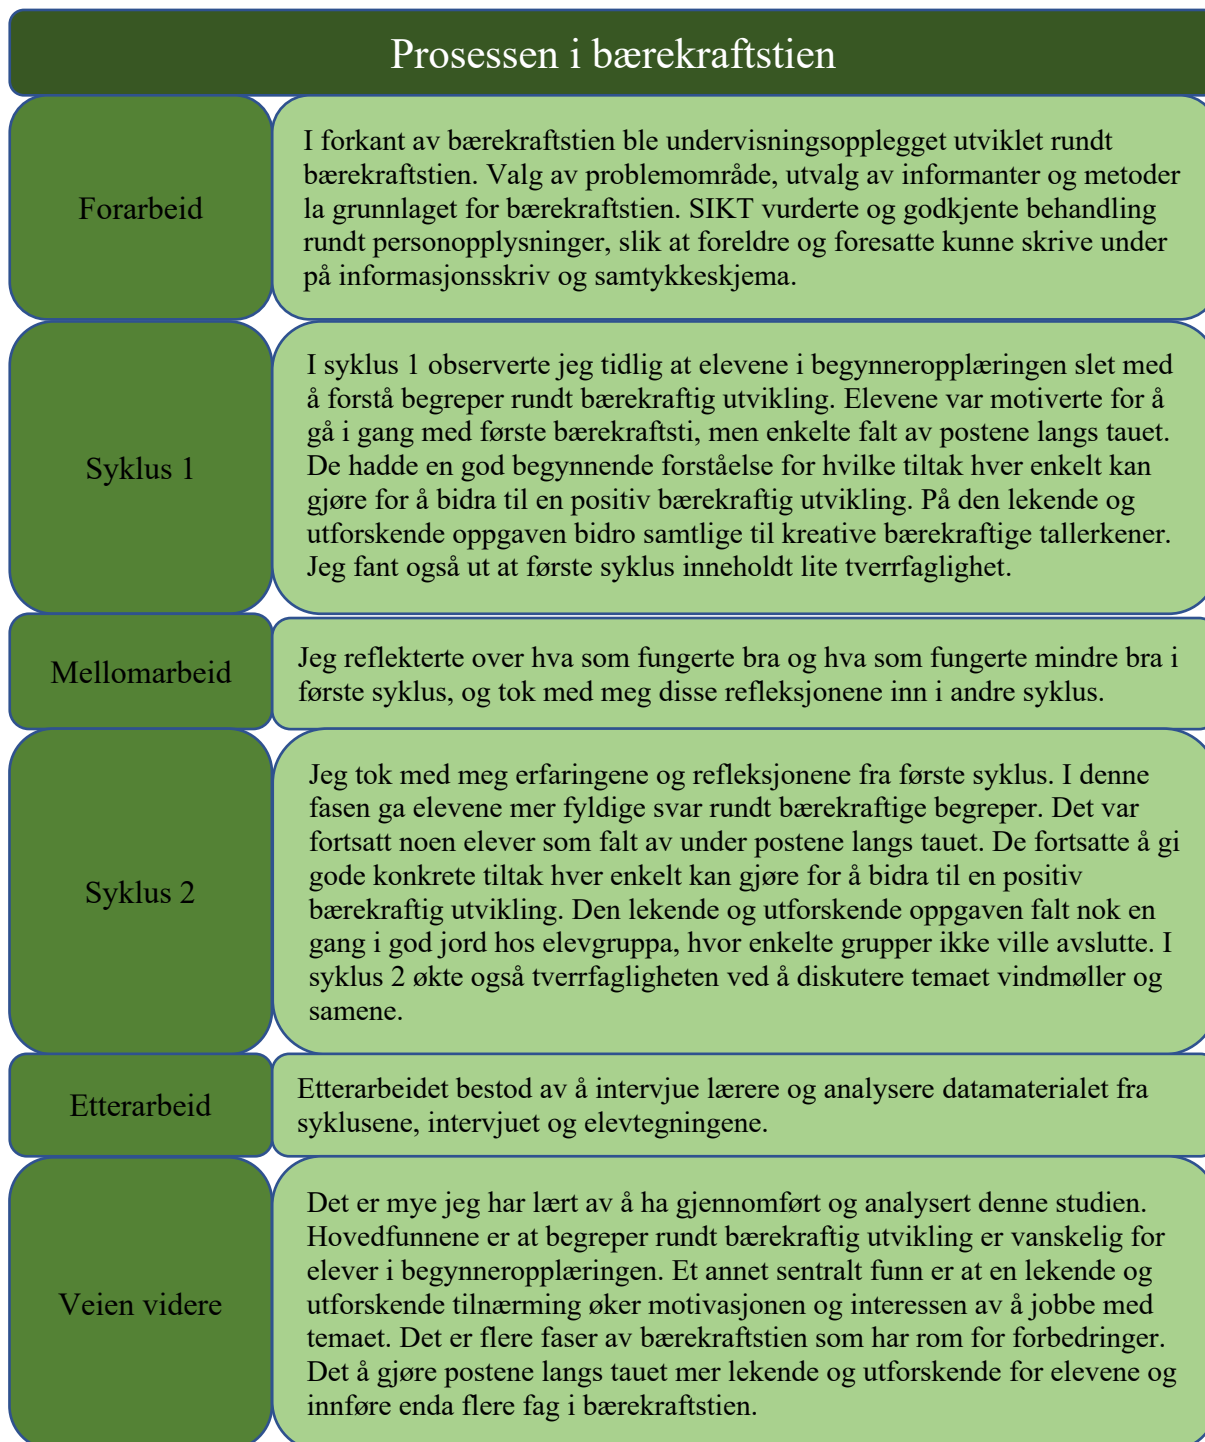 Prosessen i bærekraftstien
Forarbeid
I forkant av bærekraftstien ble undervisningsopplegget utviklet rundt
bærekraftstien. Valg av problemområde, utvalg av informanter og metoder
la grunnlaget for bærekraftstien. SIKT vurderte og godkjente behandling
rundt personopplysninger, slik at foreldre og foresatte kunne skrive under
på informasjonsskriv og samtykkeskjema.
Syklus 1
I syklus 1 observerte jeg tidlig at elevene i begynneropplæringen slet med
å forstå begreper rundt bærekraftig utvikling. Elevene var motiverte for å
gå i gang med første bærekraftsti, men enkelte falt av postene langs tauet.
De hadde en god begynnende forståelse for hvilke tiltak hver enkelt kan
gjøre for å bidra til en positiv bærekraftig utvikling. På den lekende og
utforskende oppgaven bidro samtlige til kreative bærekraftige tallerkener.
Jeg fant også ut at første syklus inneholdt lite tverrfaglighet.
Mellomarbeid
Jeg reflekterte over hva som fungerte bra og hva som fungerte mindre bra i
første syklus, og tok med meg disse refleksjonene inn i andre syklus.
Syklus 2
Jeg tok med meg erfaringene og refleksjonene fra første syklus. I denne
fasen ga elevene mer fyldige svar rundt bærekraftige begreper. Det var
fortsatt noen elever som falt av under postene langs tauet. De fortsatte å gi
gode konkrete tiltak hver enkelt kan gjøre for å bidra til en positiv
bærekraftig utvikling. Den lekende og utforskende oppgaven falt nok en
gang i god jord hos elevgruppa, hvor enkelte grupper ikke ville avslutte. I
syklus 2 økte også tverrfagligheten ved å diskutere temaet vindmøller og
samene.
Etterarbeid
Etterarbeidet bestod av å intervjue lærere og analysere datamaterialet fra
syklusene, intervjuet og elevtegningene.
Veien videre
Det er mye jeg har lært av å ha gjennomført og analysert denne studien.
Hovedfunnene er at begreper rundt bærekraftig utvikling er vanskelig for
elever i begynneropplæringen. Et annet sentralt funn er at en lekende og
utforskende tilnærming øker motivasjonen og interessen av å jobbe med
temaet. Det er flere faser av bærekraftstien som har rom for forbedringer.
Det å gjøre postene langs tauet mer lekende og utforskende for elevene og
innføre enda flere fag i bærekraftstien.